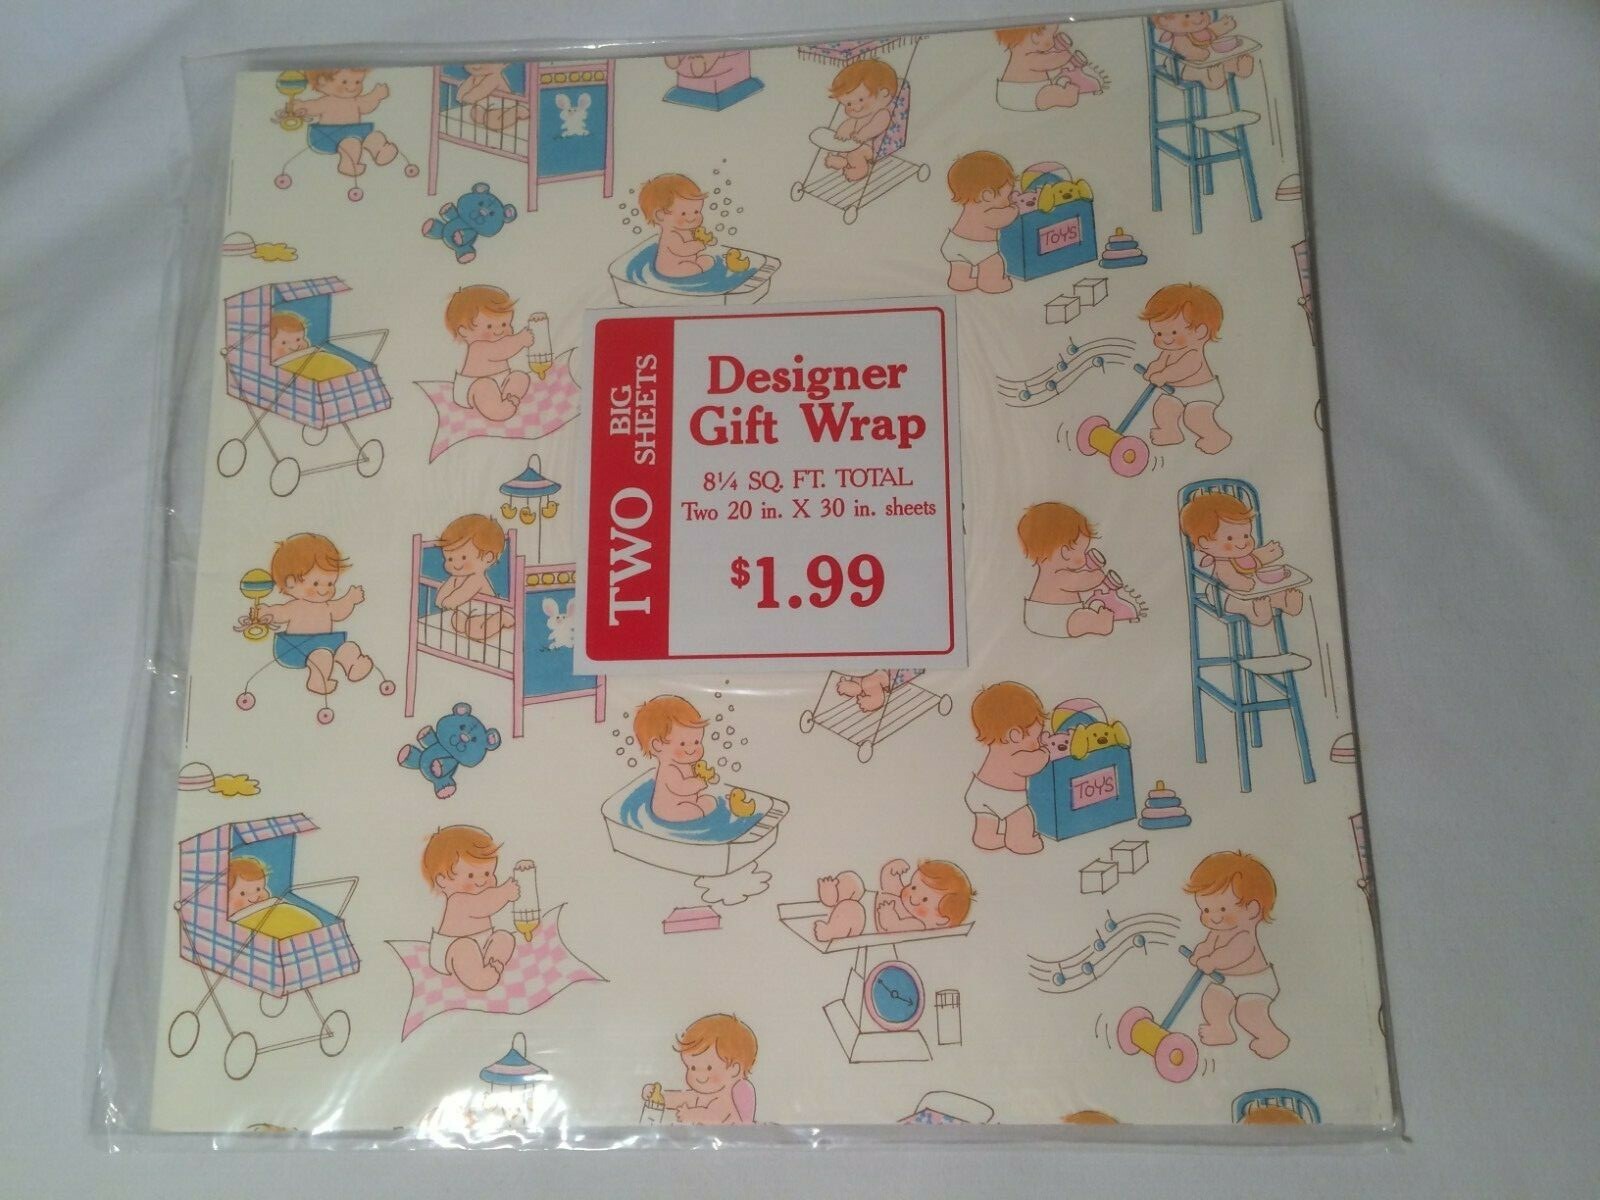 TWO BIG
SHEETS
Designer
Gift Wrap
8¼ SQ. FT. TOTAL
Two 20 in. X 30 in. sheets
$1.99
TOYS
TOYS